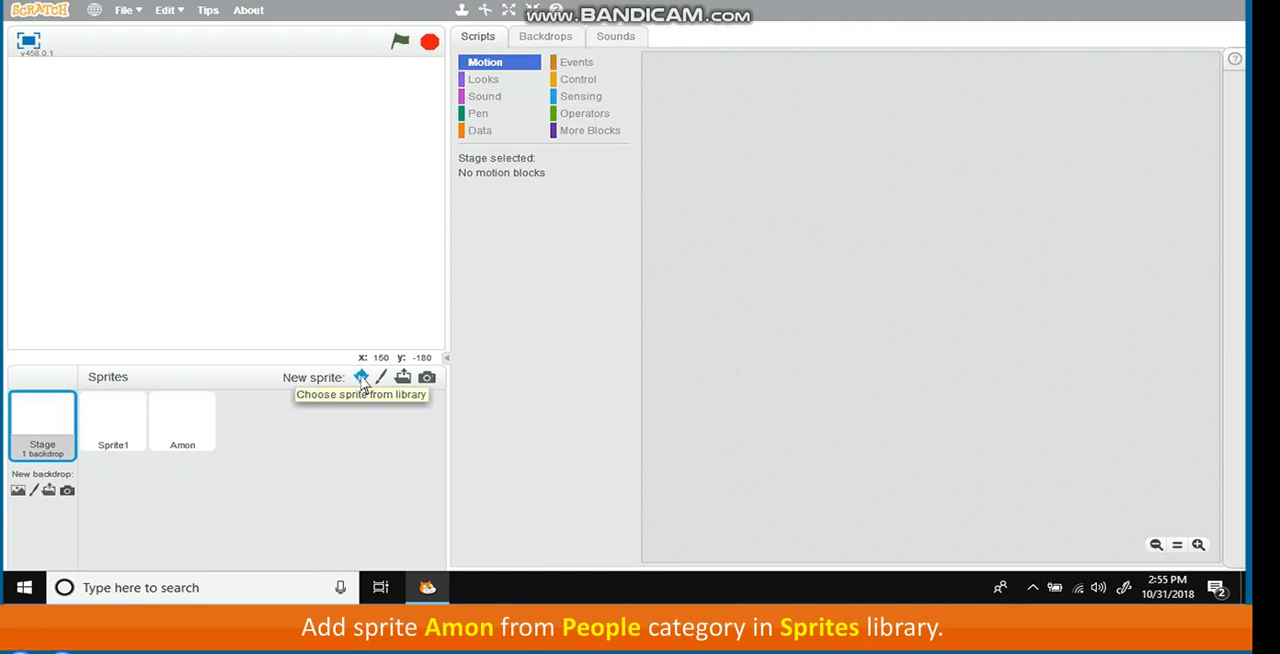 SCRATCH File▼ Edit▼ Tips About
www.BANDICAM.com
v458.0.1
Scripts Backdrops Sounds
Motion Events
Looks Control
Sound Sensing
Pen Operators
Data More Blocks
Stage selected:
No motion blocks
x: 150 y: -180
Sprites New sprite:
Choose sprite from library
Stage
1 backdrop
Sprite1
Amon
New backdrop:
Type here to search
2:55 PM
10/31/2018
2
Add sprite Amon from People category in Sprites library.